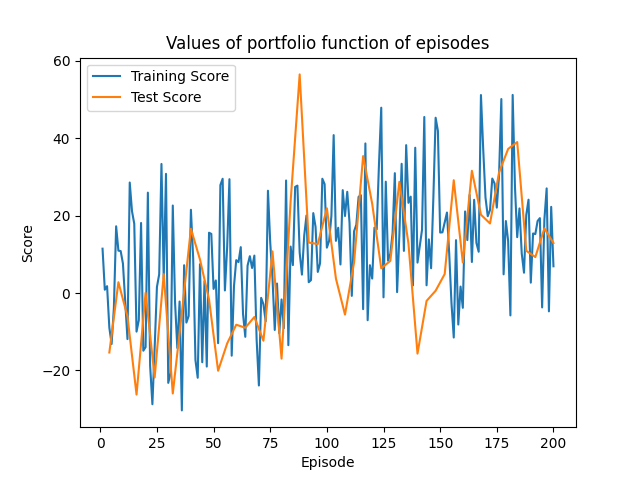 Values of portfolio function of episodes
Training Score
Test Score
60
40
20
0
−20
Score
0 25 50 75 100 125 150 175 200
Episode